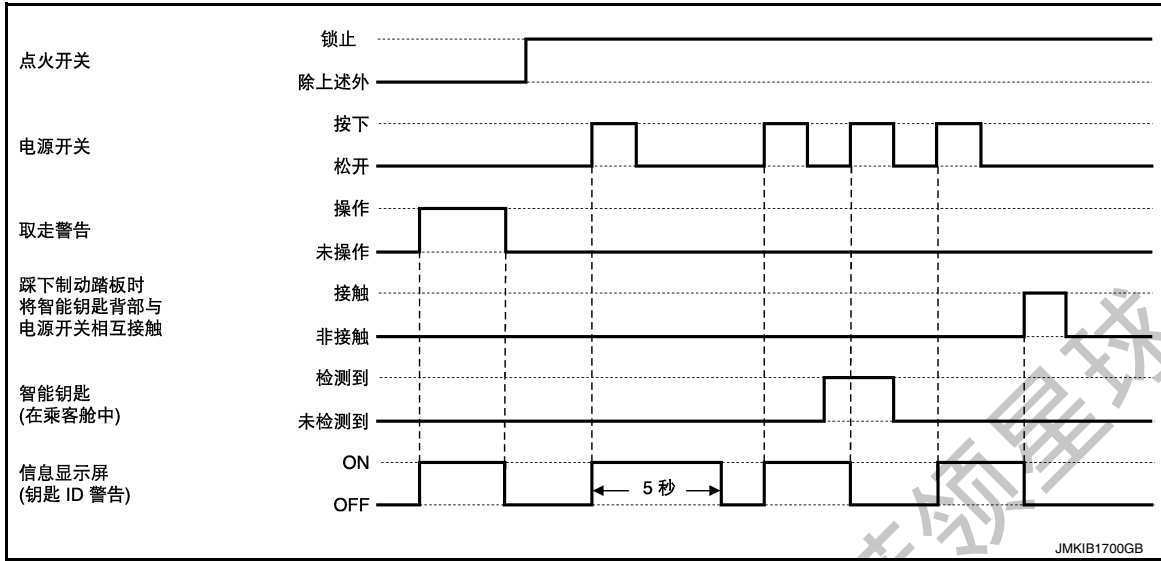 点火开关
锁止
除上述外
电源开关
按下
松开
取走警告
操作
未操作
踩下制动踏板时
将智能钥匙背部与
电源开关相互接触
接触
非接触
智能钥匙
(在乘客舱中)
检测到
未检测到
信息显示屏
(钥匙 ID 警告)
ON
OFF
5 秒
JMKIB1700GB
领星球